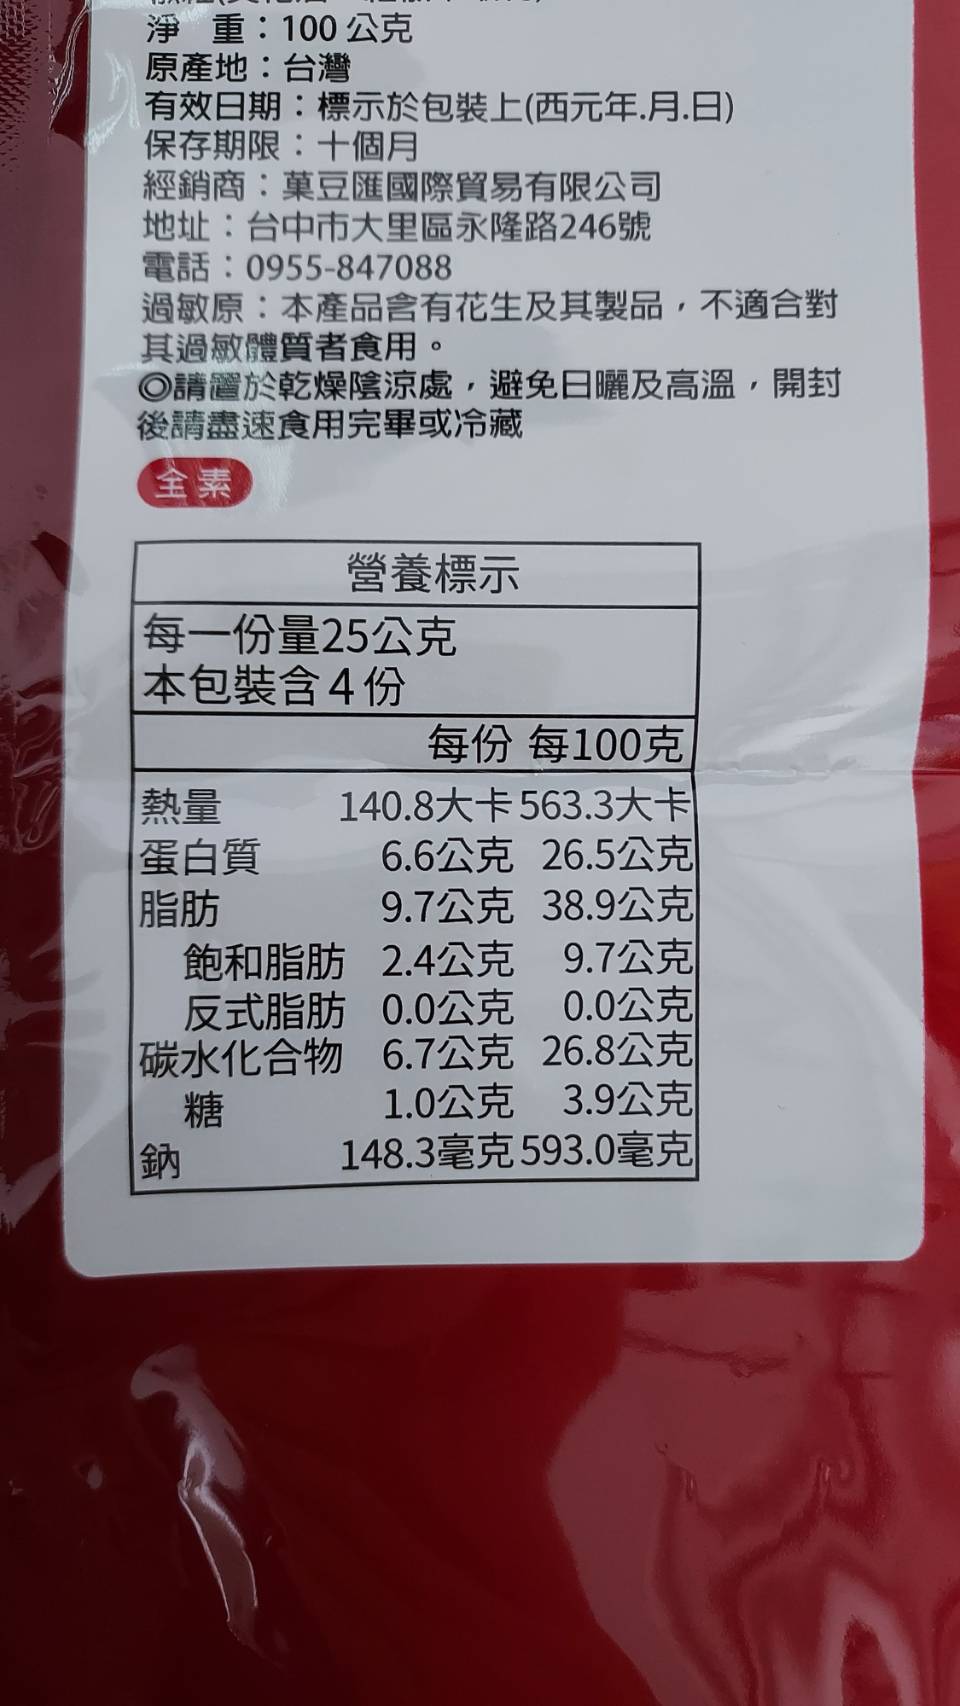 淨 重：100 公克
原產地：台灣
有效日期：標示於包裝上(西元年.月.日)
保存期限：十個月
經銷商：菓豆匯國際貿易有限公司
地址：台中市大里區永隆路246號
電話：0955-847088
過敏原：本產品含有花生及其製品，不適合對
其過敏體質者食用。
◎請置於乾燥陰涼處，避免日曬及高溫，開封
後請盡速食用完畢或冷藏
全素
營養標示
每一份量25公克
本包裝含4份
每份 每100克
熱量 140.8大卡 563.3大卡
蛋白質 6.6公克 26.5公克
脂肪 9.7公克 38.9公克
飽和脂肪 2.4公克 9.7公克
反式脂肪 0.0公克 0.0公克
碳水化合物 6.7公克 26.8公克
糖 1.0公克 3.9公克
鈉 148.3毫克 593.0毫克